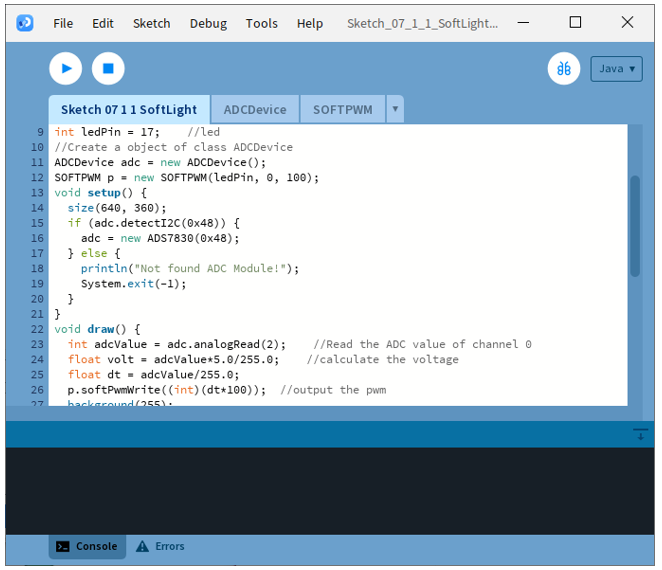 File Edit Sketch Debug Tools Help Sketch_07_1_1_SoftLight...
Java ▾
Sketch 07 1 1 SoftLight ADCDevice SOFTPWM ▾
9 int ledPin = 17;    //led
10 //Create a object of class ADCDevice
11 ADCDevice adc = new ADCDevice();
12 SOFTPWM p = new SOFTPWM(ledPin, 0, 100);
13 void setup() {
14   size(640, 360);
15   if (adc.detectI2C(0x48)) {
16     adc = new ADS7830(0x48);
17   } else {
18     println("Not found ADC Module!");
19     System.exit(-1);
20   }
21 }
22 void draw() {
23   int adcValue = adc.analogRead(2);    //Read the ADC value of channel 0
24   float volt = adcValue*5.0/255.0;    //calculate the voltage
25   float dt = adcValue/255.0;
26   p.softPwmWrite((int)(dt*100));  //output the pwm
27   background(255);
Console Errors